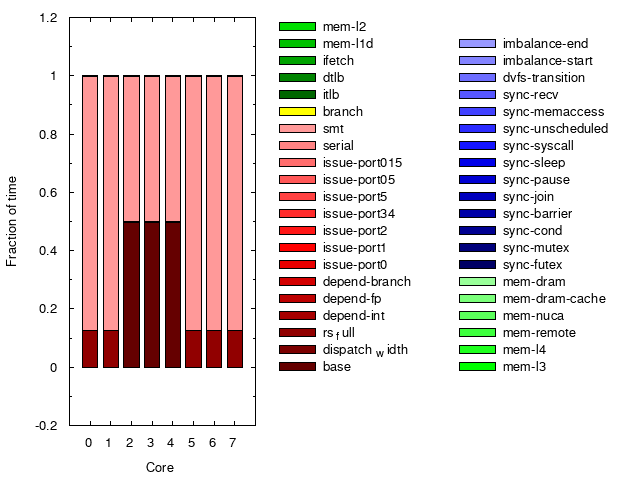 1.2
1
0.8
0.6
0.4
0.2
0
-0.2
Fraction of time
0 1 2 3 4 5 6 7
Core
mem-l2
mem-l1d
ifetch
dtlb
itlb
branch
smt
serial
issue-port015
issue-port05
issue-port5
issue-port34
issue-port2
issue-port1
issue-port0
depend-branch
depend-fp
depend-int
rsfull
dispatchwidth
base
imbalance-end
imbalance-start
dvfs-transition
sync-recv
sync-memaccess
sync-unscheduled
sync-syscall
sync-sleep
sync-pause
sync-join
sync-barrier
sync-cond
sync-mutex
sync-futex
mem-dram
mem-dram-cache
mem-nuca
mem-remote
mem-l4
mem-l3